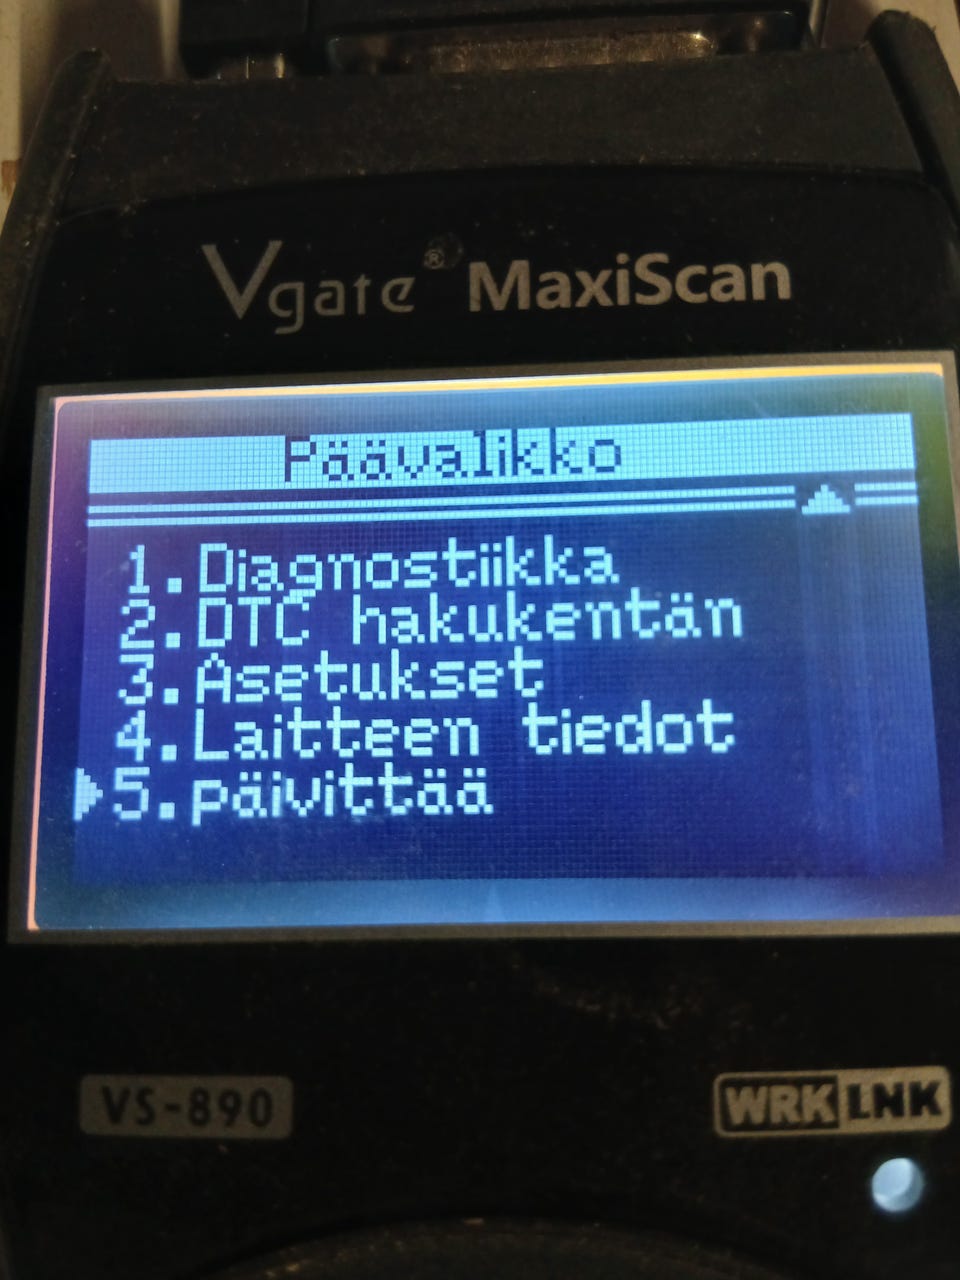 Vgate® MaxiScan
Päävalikko
1.Diagnostiikka
2.DTC hakukentän
3.Asetukset
4.Laitteen tiedot
5.päivittää
VS-890
WRK LNK